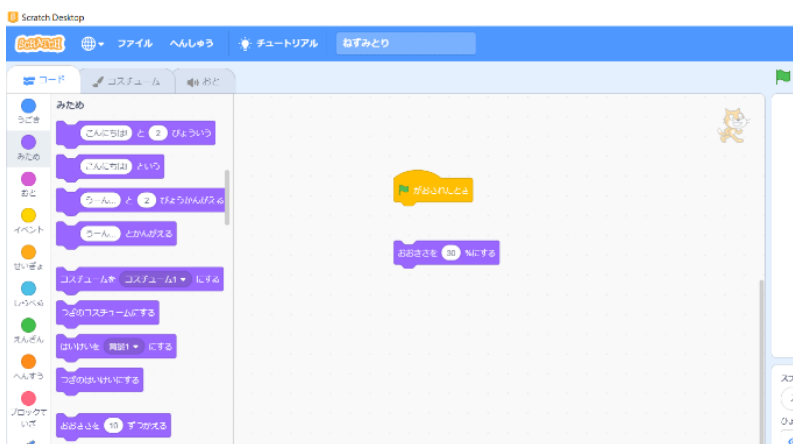 Scratch Desktop
SCRATCH ファイル へんしゅう チュートリアル ねずみとり
コード コスチューム おと
うごき
みため
おと
イベント
せいぎょ
しらべる
えんざん
へんすう
ブロックて
いぎ
みため
こんにちは! と 2 びょういう
こんにちは! という
うーん... と 2 びょうかんがえる
うーん... とかんがえる
コスチュームを コスチューム1 にする
つぎのコスチュームにする
はいけいを 背景1 にする
つぎのはいけいにする
おおきさを 10 ずつかえる
がおされたとき
おおきさを 30 %にする